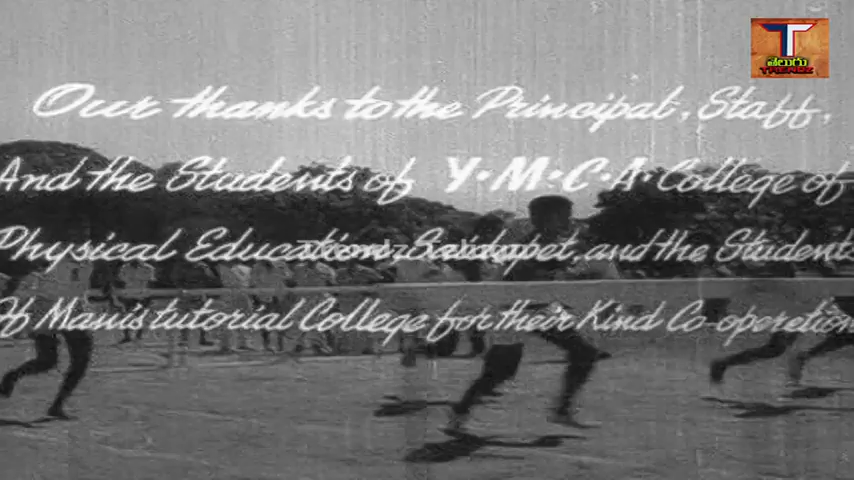 T
తెలుగు
TRENDZ
Our thanks to the Principal, Staff,
And the Students of Y.M.C.A. College of
Physical Education, Saidapet, and the Students
Of Manis tutorial College for their Kind Co-operetion